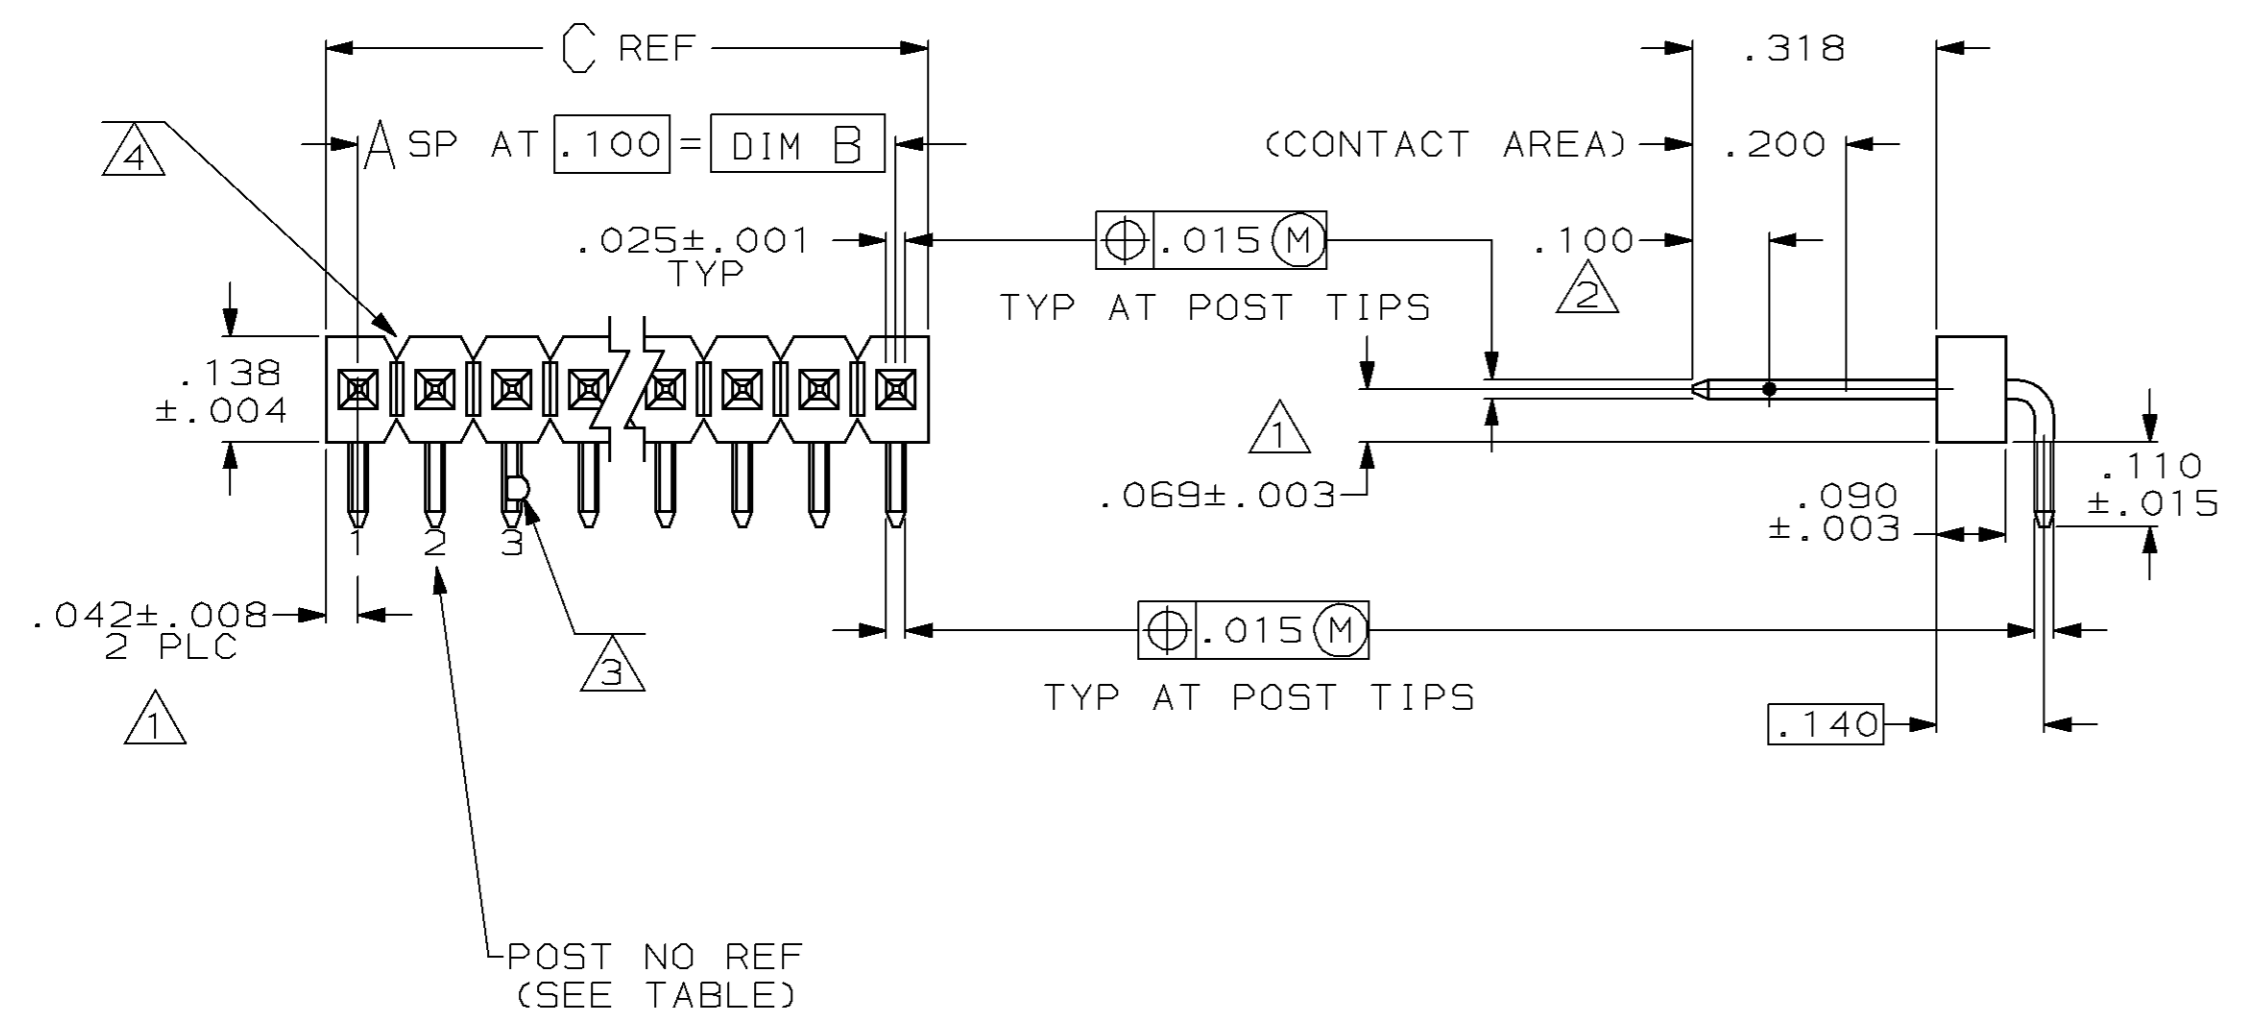 C REF
.318
A SP AT .100 = DIM B
(CONTACT AREA) .200
4
.025±.001
TYP
.015 M
TYP AT POST TIPS
.100
2
.138
±.004
1
.069±.003
.110
±.015
.090
±.003
1 2 3
.042±.008
2 PLC
1
3
.015 M
TYP AT POST TIPS
.140
POST NO REF
(SEE TABLE)